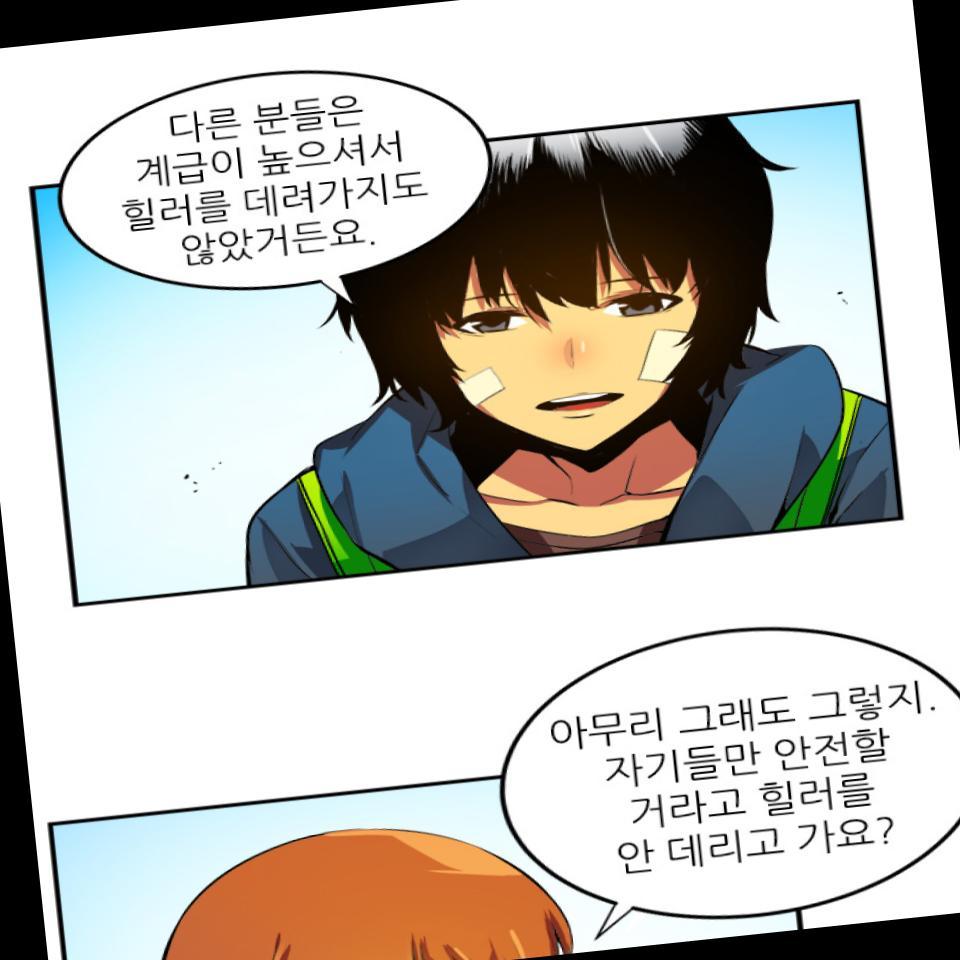 다른 분들은
계급이 높으셔서
힐러를 데려가지도
않았거든요.
아무리 그래도 그렇지.
자기들만 안전할
거라고 힐러를
안 데리고 가요?